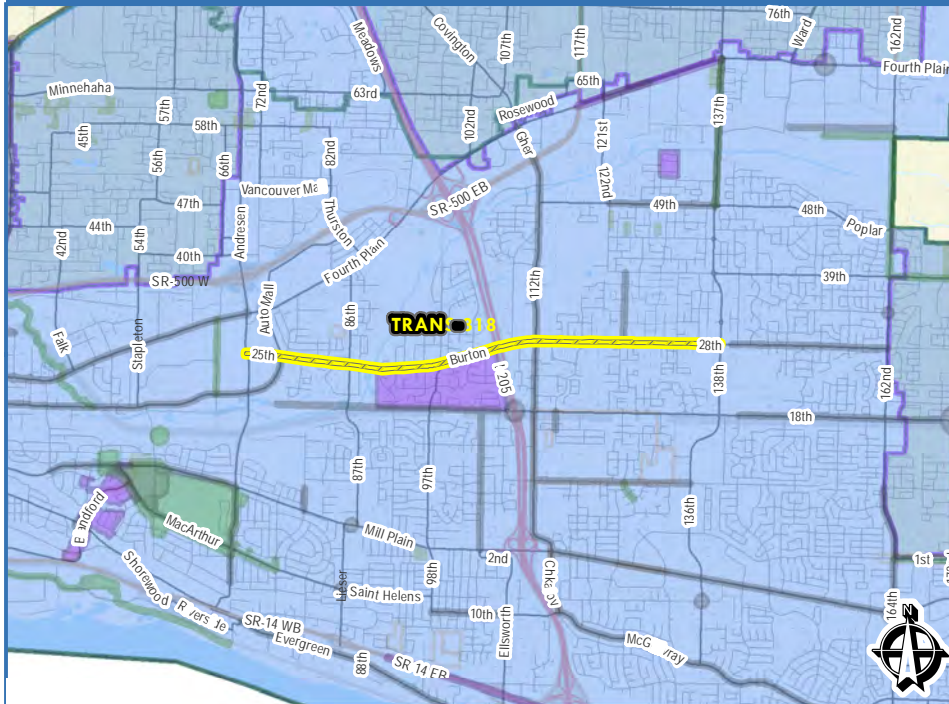 76th
Ward
162nd
Covington
107th
117th
Meadows
Fourth Plain
Minnehaha
57th
72nd
63rd
65th
137th
45th
58th
102nd
Rosewood
121st
56th
66th
82nd
Gher
Vancouver
122nd
47th
SR-500 EB
49th
48th
44th
Andresen
Thurston
Poplar
42nd
54th
40th
Fourth Plain
39th
SR-500 W
112th
Auto Mall
86th
Falk
Stapleton
25th
Burton
28th
205
138th
162nd
18th
87th
97th
136th
MacArthur
Mill Plain
2nd
1st
Shorewood
98th
Saint Helens
10th
164th
SR-14 WB
Evergreen
Ellsworth
88th
SR 14 EB
N